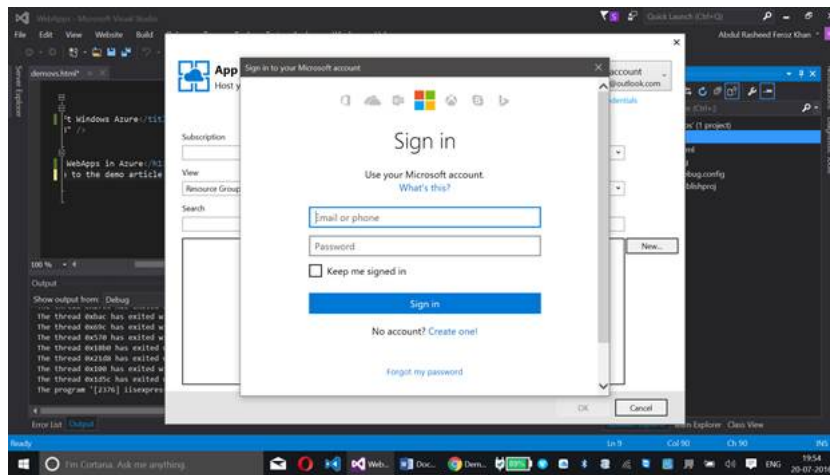 WebApps - Microsoft Visual Studio
Quick Launch (Ctrl+Q)
File Edit View Website Build
Abdul Rasheed Feroz Khan
Server Explorer
demovs.html*
't Windows Azure</tit
" />
WebApps in Azure</h1
to the demo article
100 %
Output
Show output from: Debug
The thread 0xbac has exited w
The thread 0x69c has exited w
The thread 0x570 has exited w
The thread 0x18b0 has exited
The thread 0x21d8 has exited
The thread 0x100 has exited w
The thread 0x1d5c has exited
The program '[2376] iisexpres
Error List Output
App
Host y
account
@outlook.com
Subscription
View
Resource Group
Search
New...
OK Cancel
Sign in to your Microsoft account
Sign in
Use your Microsoft account.
What's this?
Email or phone
Password
Keep me signed in
Sign in
No account? Create one!
Forgot my password
(1 project)
bug.config
blishproj
Class View
Ready
Ln 9 Col 90 Ch 90 INS
I'm Cortana. Ask me anything.
Web... Doc... Dem...
ENG
19:54